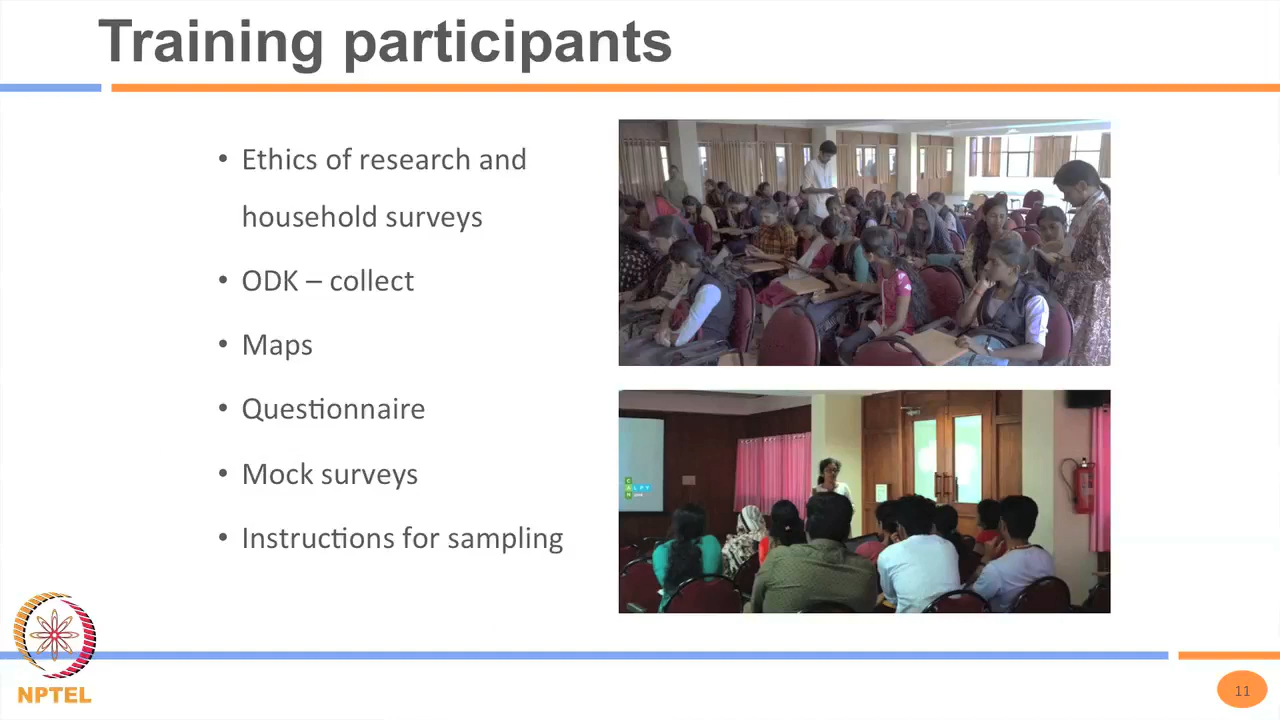 Training participants
• Ethics of research and
household surveys
• ODK – collect
• Maps
• Questionnaire
• Mock surveys
• Instructions for sampling
NPTEL
11